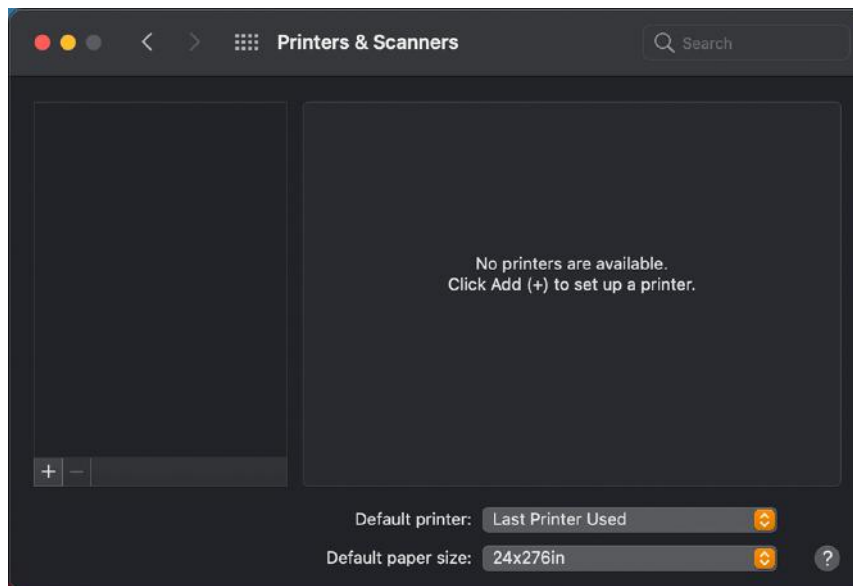 Printers & Scanners
Search
No printers are available.
Click Add (+) to set up a printer.
+ −
Default printer: Last Printer Used
Default paper size: 24x276in
?